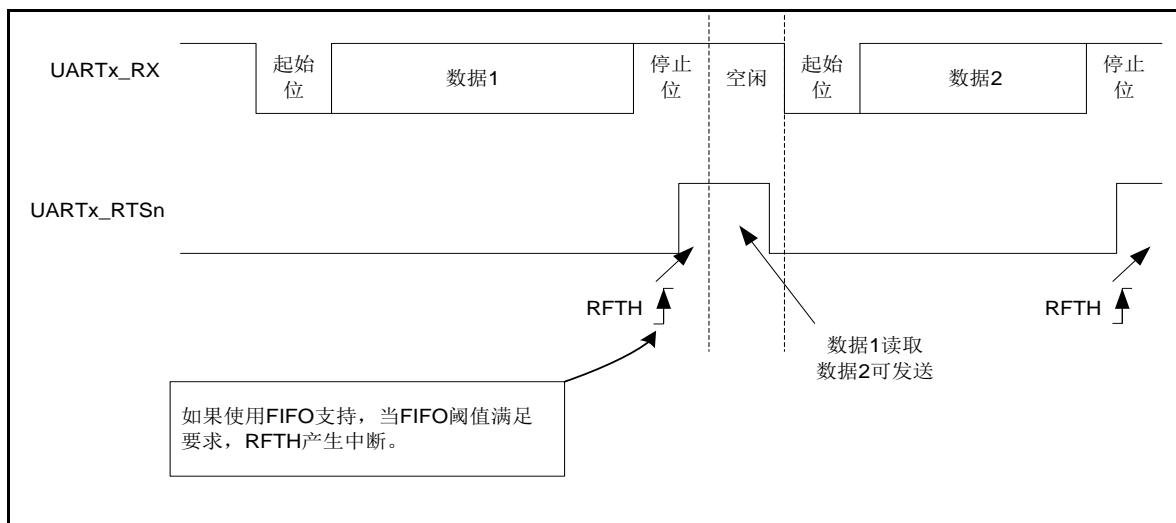 UARTx_RX
起始
位
数据1
停止
位
空闲
起始
位
数据2
停止
位
UARTx_RTSn
RFTH
RFTH
数据1读取
数据2可发送
如果使用FIFO支持，当FIFO阈值满足
要求，RFTH产生中断。